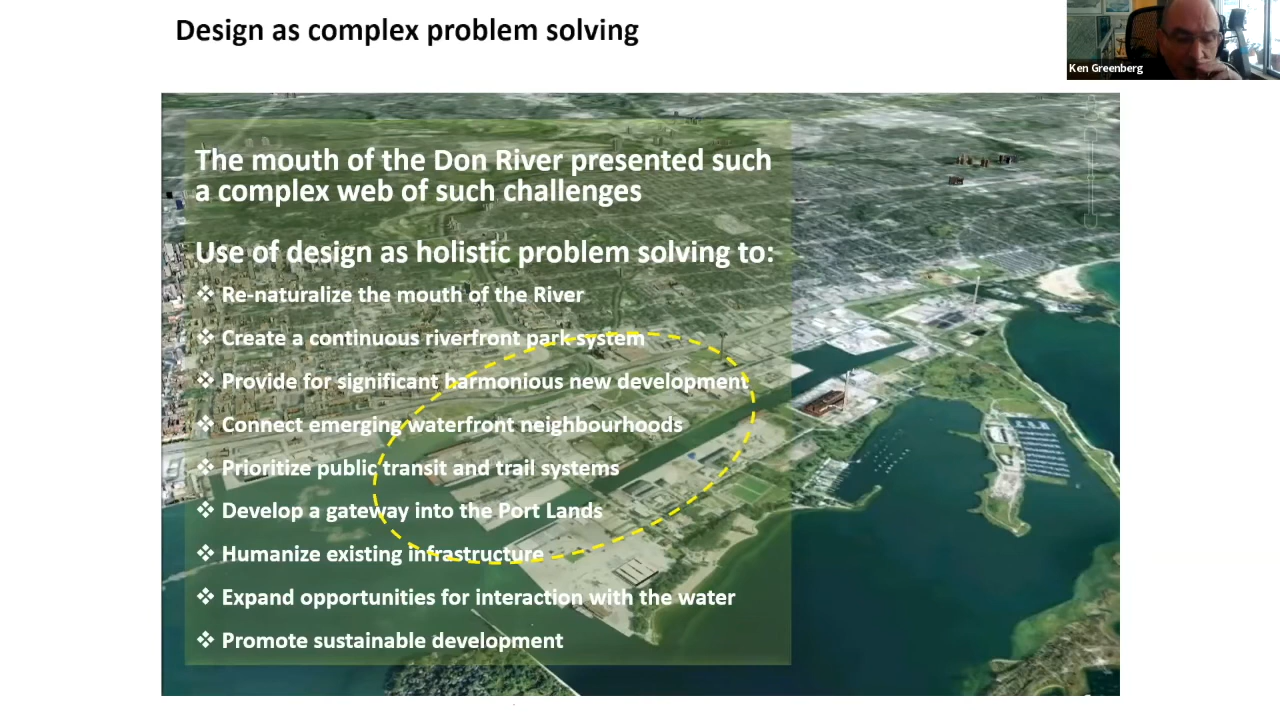 Design as complex problem solving
Ken Greenberg
The mouth of the Don River presented such
a complex web of such challenges
Use of design as holistic problem solving to:
❖ Re-naturalize the mouth of the River
❖ Create a continuous riverfront park system
❖ Provide for significant harmonious new development
❖ Connect emerging waterfront neighbourhoods
❖ Prioritize public transit and trail systems
❖ Develop a gateway into the Port Lands
❖ Humanize existing infrastructure
❖ Expand opportunities for interaction with the water
❖ Promote sustainable development